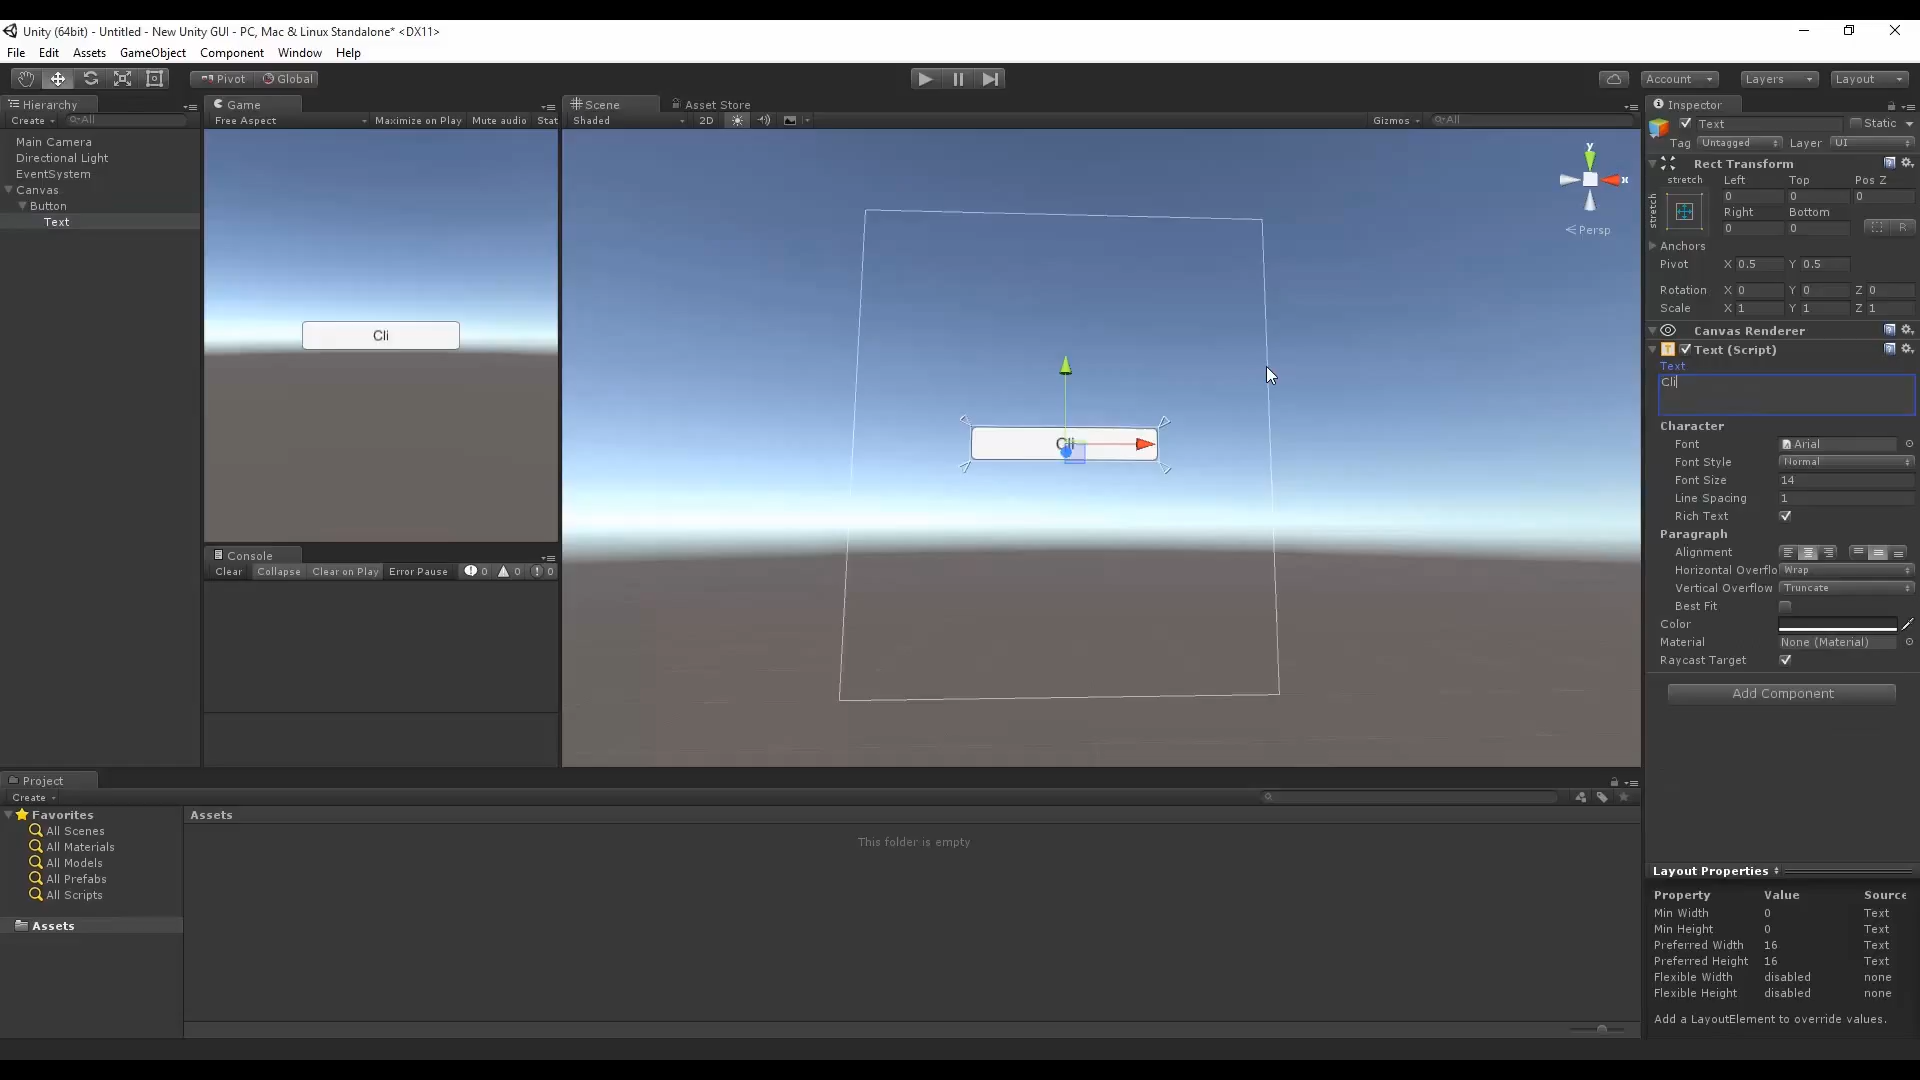 Unity (64bit) - Untitled - New Unity GUI - PC, Mac & Linux Standalone* <DX11>
File Edit Assets GameObject Component Window Help
Pivot Global Account Layers Layout
Hierarchy
Create All
Main Camera
Directional Light
EventSystem
Canvas
Button
Text
Game
Free Aspect Maximize on Play Mute audio Stat
Cli
Console
Clear Collapse Clear on Play Error Pause 0 0 0
Scene Asset Store
Shaded 2D Gizmos All
y
x
Persp
Cli
Inspector
Text Static
Tag Untagged Layer UI
Rect Transform
stretch Left Top Pos Z
stretch
0 0 0
Right Bottom
0 0 R
Anchors
Pivot X 0.5 Y 0.5
Rotation X 0 Y 0 Z 0
Scale X 1 Y 1 Z 1
Canvas Renderer
Text (Script)
Text
Cli
Character
Font Arial
Font Style Normal
Font Size 14
Line Spacing 1
Rich Text
Paragraph
Alignment
Horizontal Overflo Wrap
Vertical Overflow Truncate
Best Fit
Color
Material None (Material)
Raycast Target
Add Component
Project
Create
Favorites
All Scenes
All Materials
All Models
All Prefabs
All Scripts
Assets
Assets
This folder is empty
Layout Properties
Property Value Source
Min Width 0 Text
Min Height 0 Text
Preferred Width 16 Text
Preferred Height 16 Text
Flexible Width disabled none
Flexible Height disabled none
Add a LayoutElement to override values.